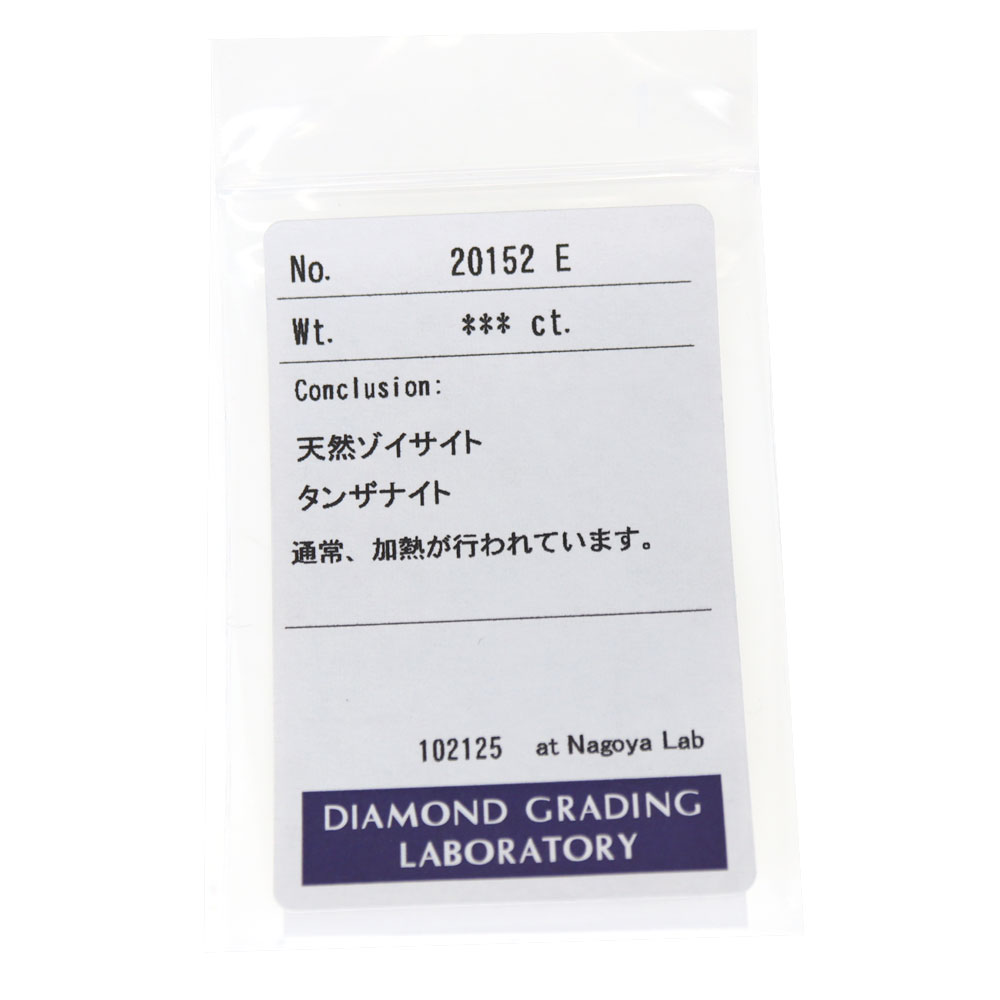 No. 20152 E
Wt. *** ct.
Conclusion:
天然ゾイサイト
タンザナイト
通常、加熱が行われています。
102125 at Nagoya Lab
DIAMOND GRADING
LABORATORY